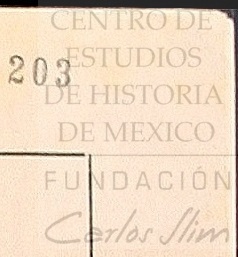 CENTRO DE
ESTUDIOS
203
DE HISTORIA
DE MEXICO
FUNDACIÓN
Carlos Slim